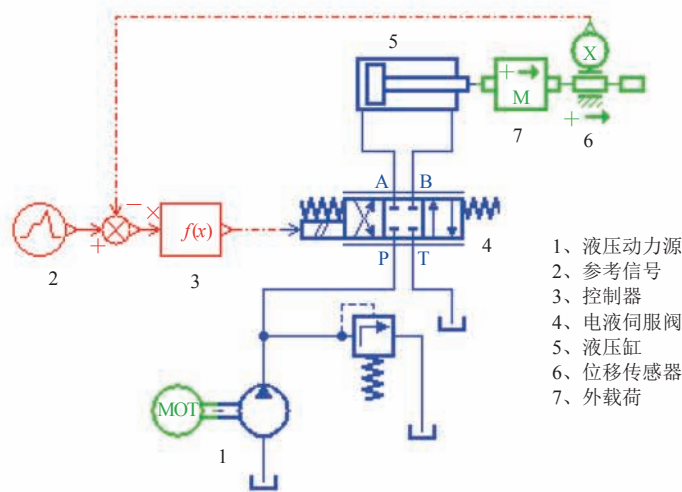 5
X
+
M
7
+
6
A B
−
×
+
f(x)
2
3
4
P T
MOT
1
1、液压动力源
2、参考信号
3、控制器
4、电液伺服阀
5、液压缸
6、位移传感器
7、外载荷